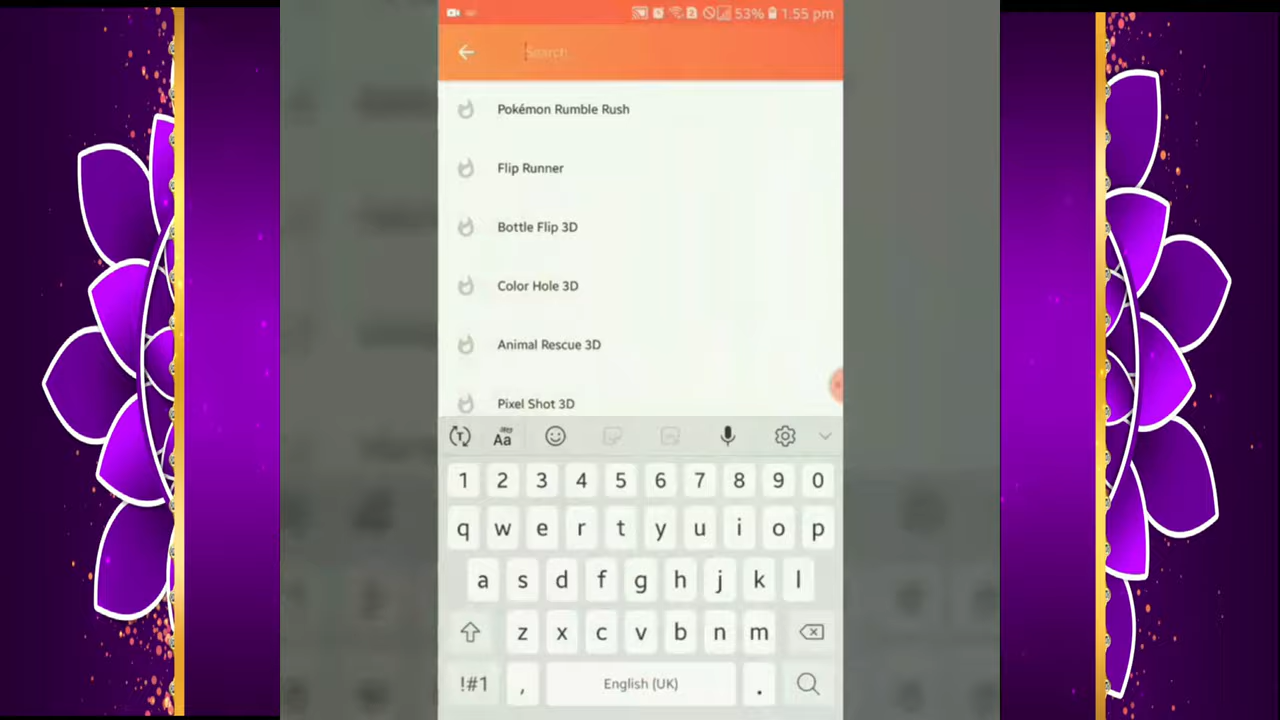 53% 1.55 pm
Search
Pokémon Rumble Rush
Flip Runner
Bottle Flip 3D
Color Hole 3D
Animal Rescue 3D
Pixel Shot 3D
T Aa
1 2 3 4 5 6 7 8 9 0
q w e r t y u i o p
a s d f g h j k l
z x c v b n m
!#1 , English (UK) .